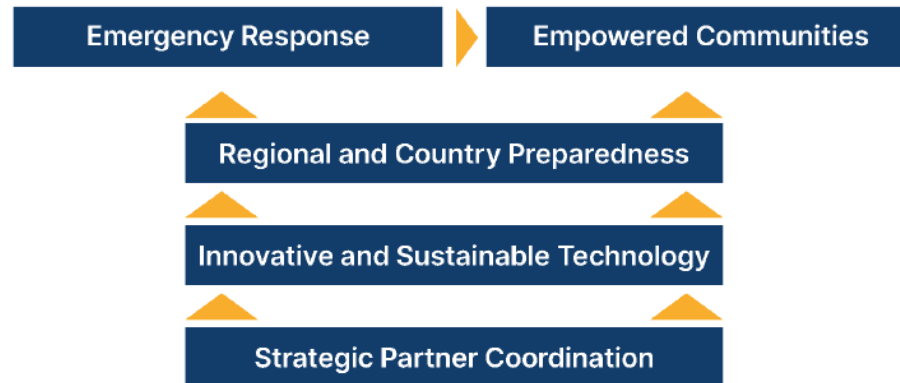 Emergency Response
Empowered Communities
Regional and Country Preparedness
Innovative and Sustainable Technology
Strategic Partner Coordination